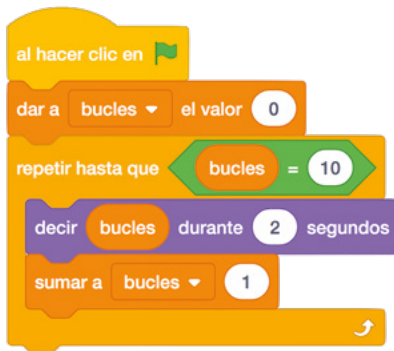 al hacer clic en
dar a bucles el valor 0
repetir hasta que bucles = 10
decir bucles durante 2 segundos
sumar a bucles 1